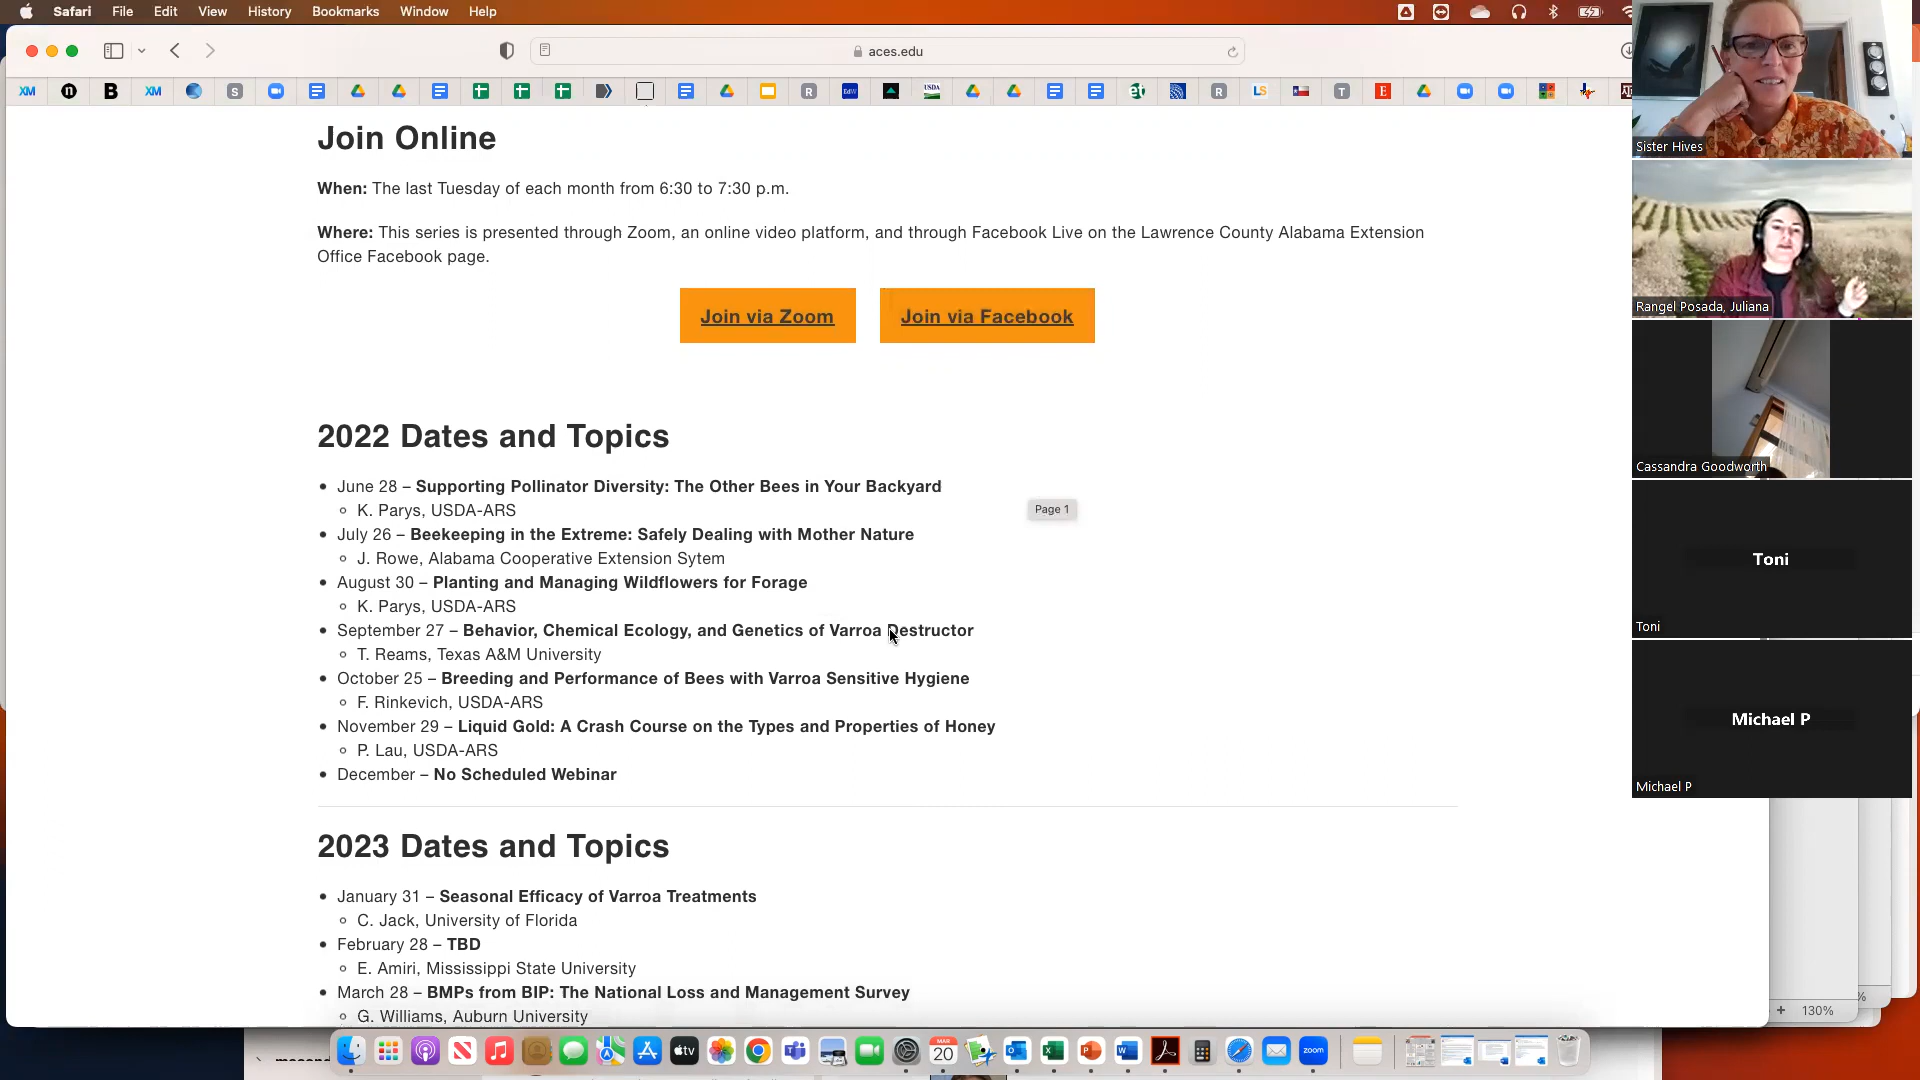 Safari File Edit View History Bookmarks Window Help
aces.edu
Join Online
When: The last Tuesday of each month from 6:30 to 7:30 p.m.
Where: This series is presented through Zoom, an online video platform, and through Facebook Live on the Lawrence County Alabama Extension
Office Facebook page.
Join via Zoom Join via Facebook
2022 Dates and Topics
June 28 – Supporting Pollinator Diversity: The Other Bees in Your Backyard
K. Parys, USDA-ARS
Page 1
July 26 – Beekeeping in the Extreme: Safely Dealing with Mother Nature
J. Rowe, Alabama Cooperative Extension Sytem
August 30 – Planting and Managing Wildflowers for Forage
K. Parys, USDA-ARS
September 27 – Behavior, Chemical Ecology, and Genetics of Varroa Destructor
T. Reams, Texas A&M University
October 25 – Breeding and Performance of Bees with Varroa Sensitive Hygiene
F. Rinkevich, USDA-ARS
November 29 – Liquid Gold: A Crash Course on the Types and Properties of Honey
P. Lau, USDA-ARS
December – No Scheduled Webinar
2023 Dates and Topics
January 31 – Seasonal Efficacy of Varroa Treatments
C. Jack, University of Florida
February 28 – TBD
E. Amiri, Mississippi State University
March 28 – BMPs from BIP: The National Loss and Management Survey
G. Williams, Auburn University
Sister Hives
Rangel Posada, Juliana
Cassandra Goodworth
Toni
Toni
Michael P
Michael P
130%
MAR
20
tv
zoom